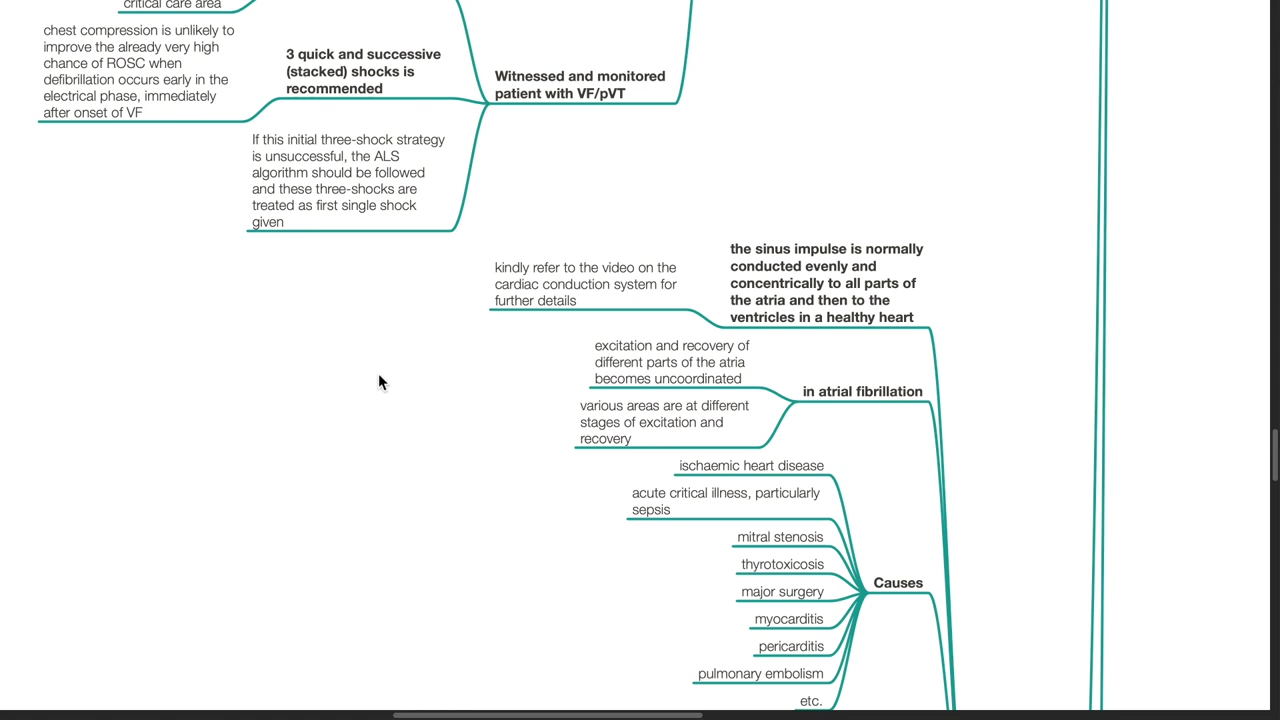 critical care area
chest compression is unlikely to
improve the already very high
chance of ROSC when
defibrillation occurs early in the
electrical phase, immediately
after onset of VF
3 quick and successive
(stacked) shocks is
recommended
Witnessed and monitored
patient with VF/pVT
If this initial three-shock strategy
is unsuccessful, the ALS
algorithm should be followed
and these three-shocks are
treated as first single shock
given
kindly refer to the video on the
cardiac conduction system for
further details
the sinus impulse is normally
conducted evenly and
concentrically to all parts of
the atria and then to the
ventricles in a healthy heart
excitation and recovery of
different parts of the atria
becomes uncoordinated
in atrial fibrillation
various areas are at different
stages of excitation and
recovery
ischaemic heart disease
acute critical illness, particularly
sepsis
mitral stenosis
thyrotoxicosis
Causes
major surgery
myocarditis
pericarditis
pulmonary embolism
etc.